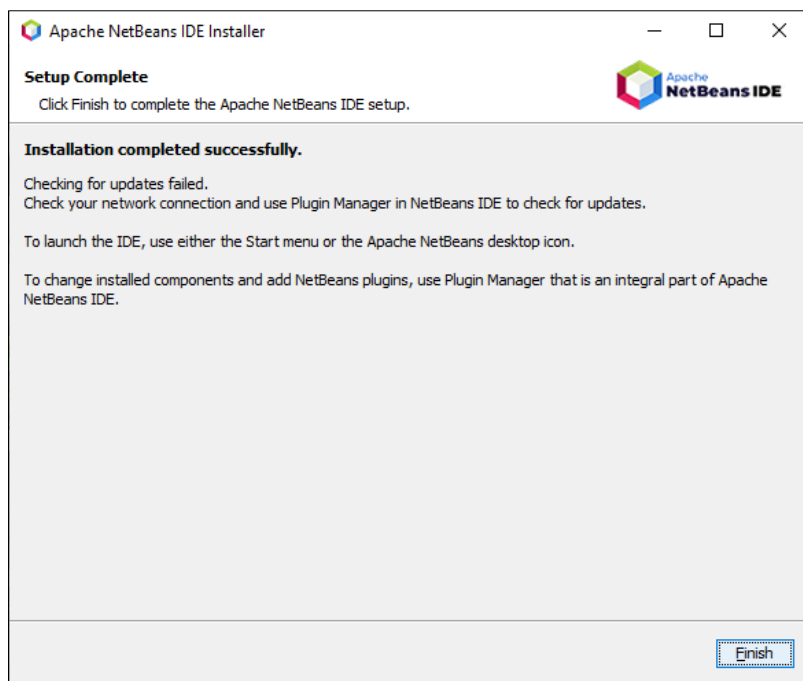 Apache NetBeans IDE Installer
Setup Complete
Click Finish to complete the Apache NetBeans IDE setup.
Apache
NetBeans IDE
Installation completed successfully.
Checking for updates failed.
Check your network connection and use Plugin Manager in NetBeans IDE to check for updates.
To launch the IDE, use either the Start menu or the Apache NetBeans desktop icon.
To change installed components and add NetBeans plugins, use Plugin Manager that is an integral part of Apache
NetBeans IDE.
Finish